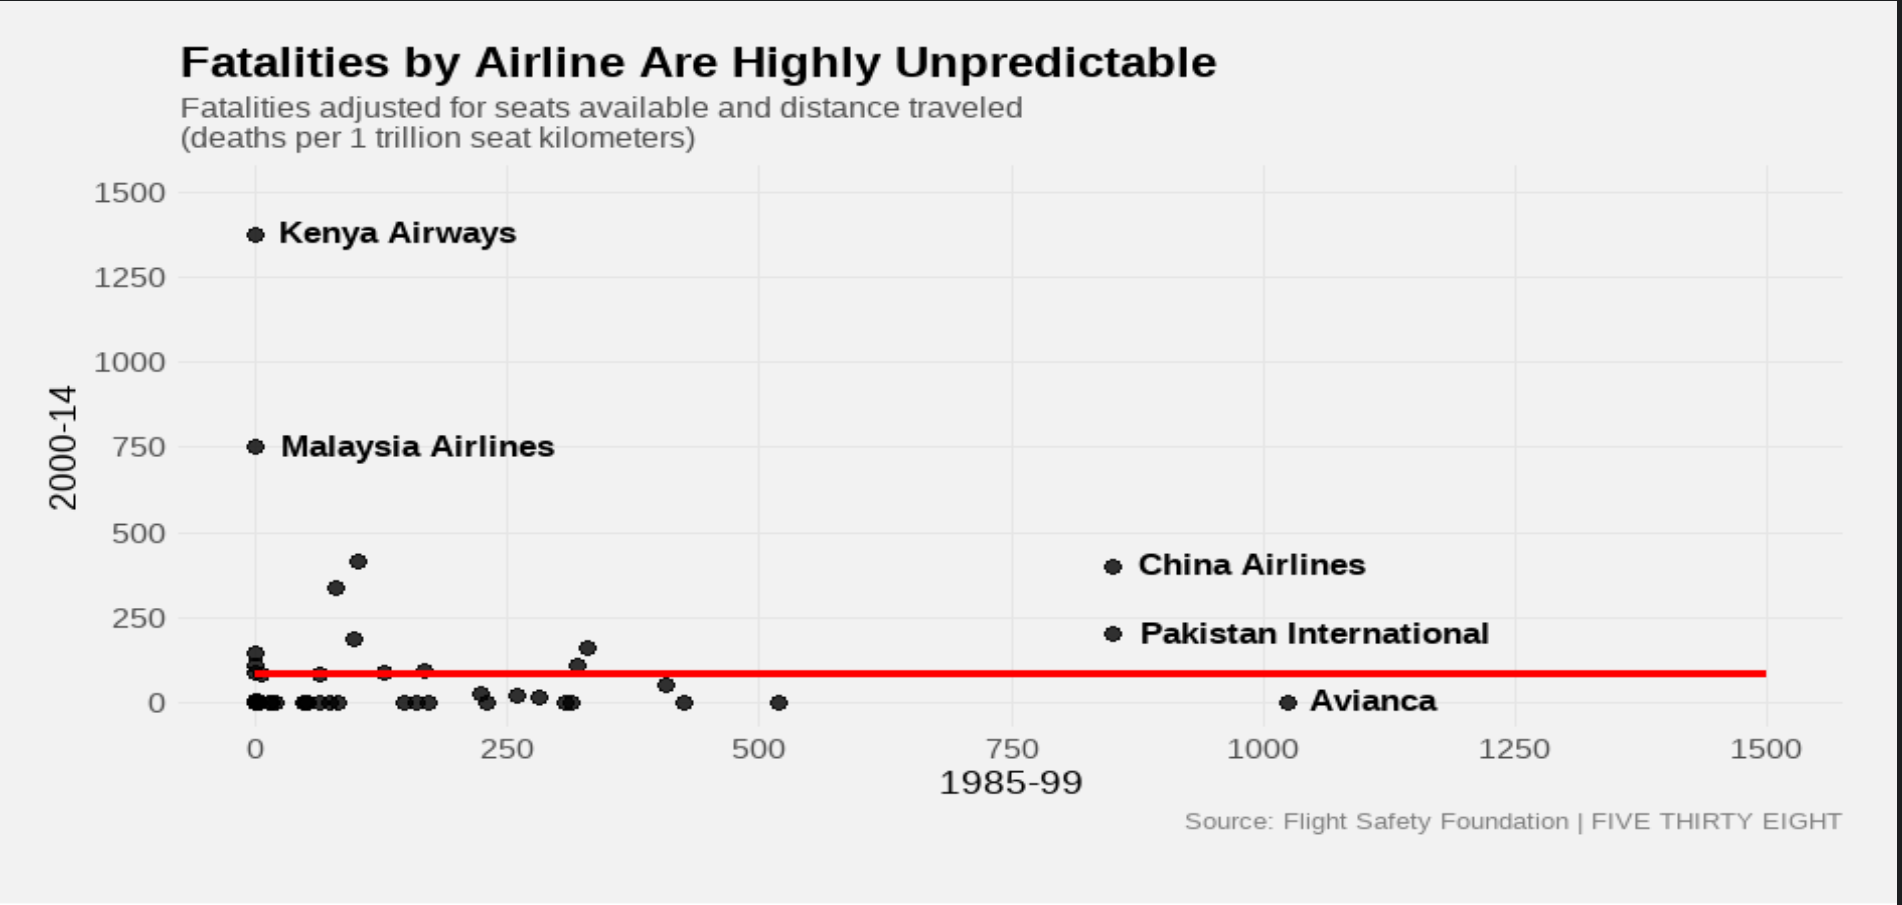 Fatalities by Airline Are Highly Unpredictable
Fatalities adjusted for seats available and distance traveled
(deaths per 1 trillion seat kilometers)
1500
Kenya Airways
1250
1000
2000-14
750
Malaysia Airlines
500
China Airlines
250
Pakistan International
0
Avianca
0 250 500 750 1000 1250 1500
1985-99
Source: Flight Safety Foundation | FIVE THIRTY EIGHT